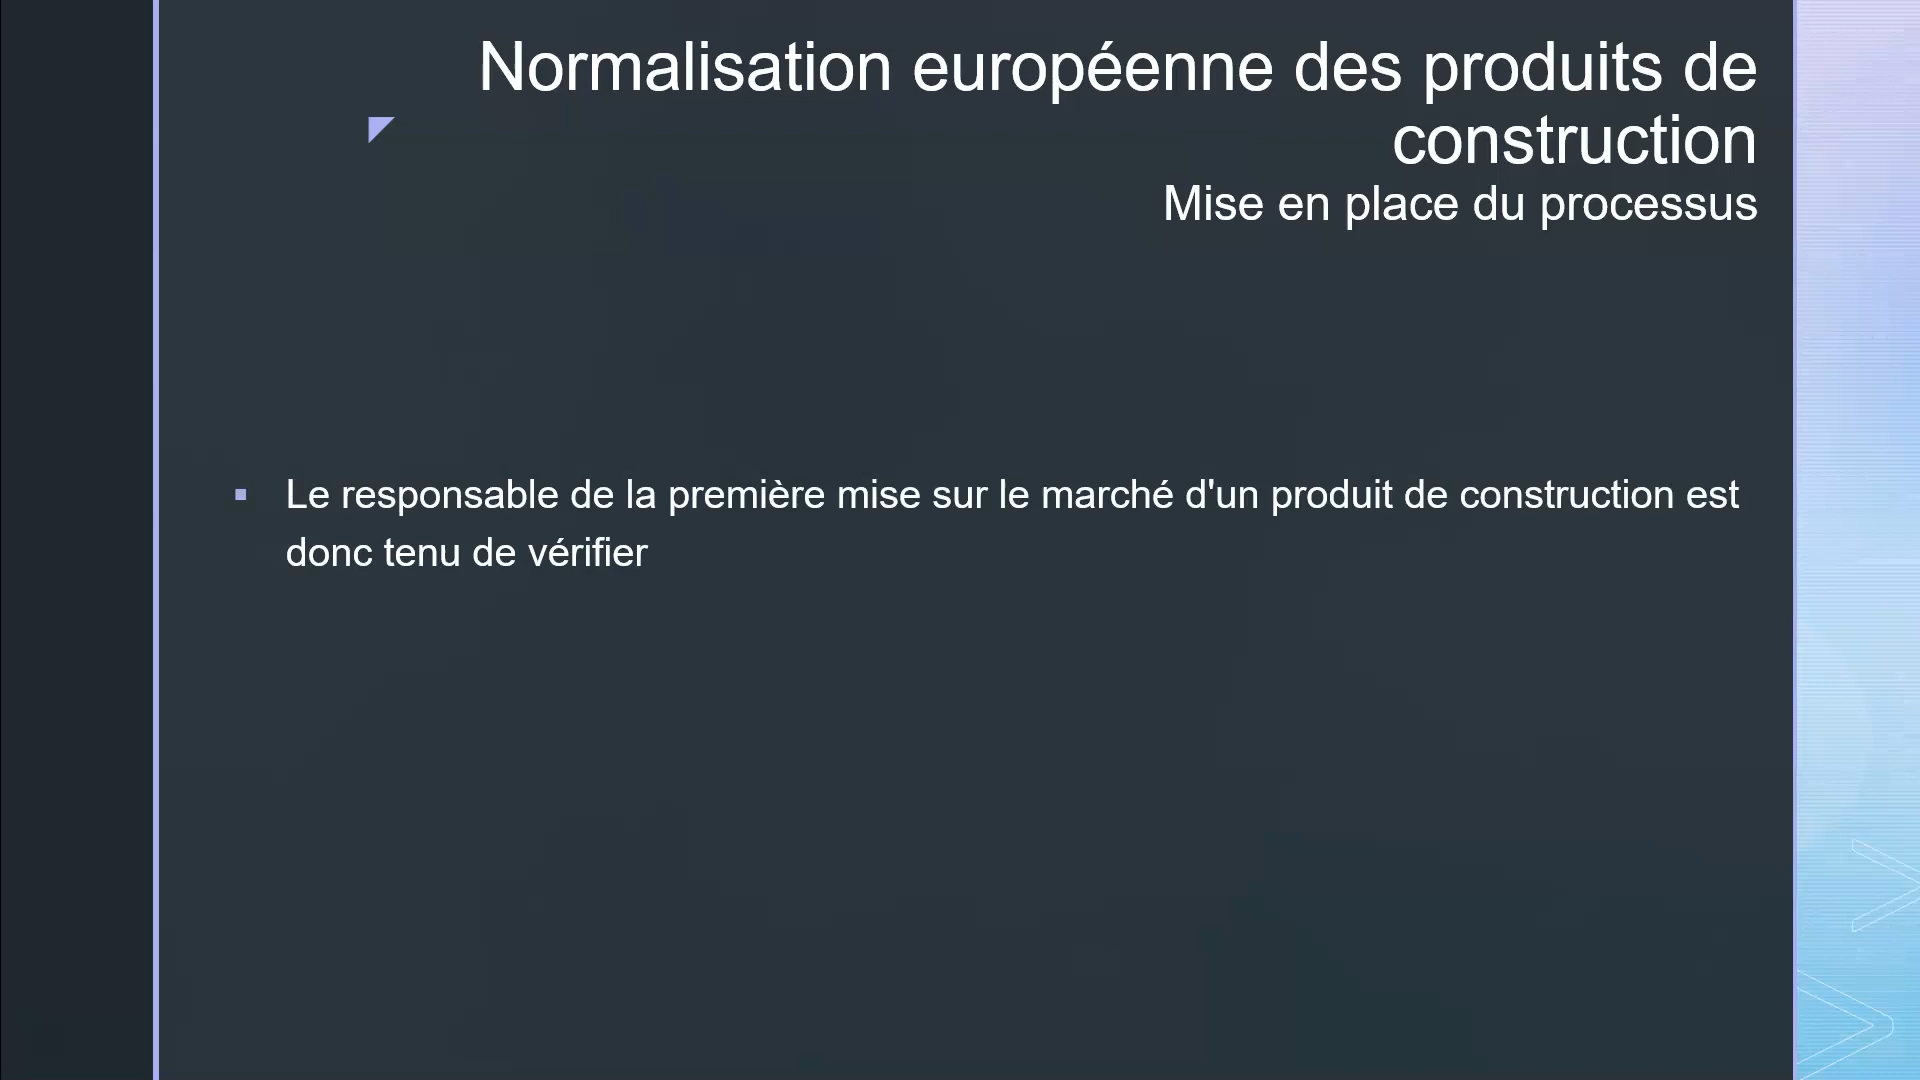 Normalisation européenne des produits de
construction
Mise en place du processus
▪ Le responsable de la première mise sur le marché d'un produit de construction est
donc tenu de vérifier